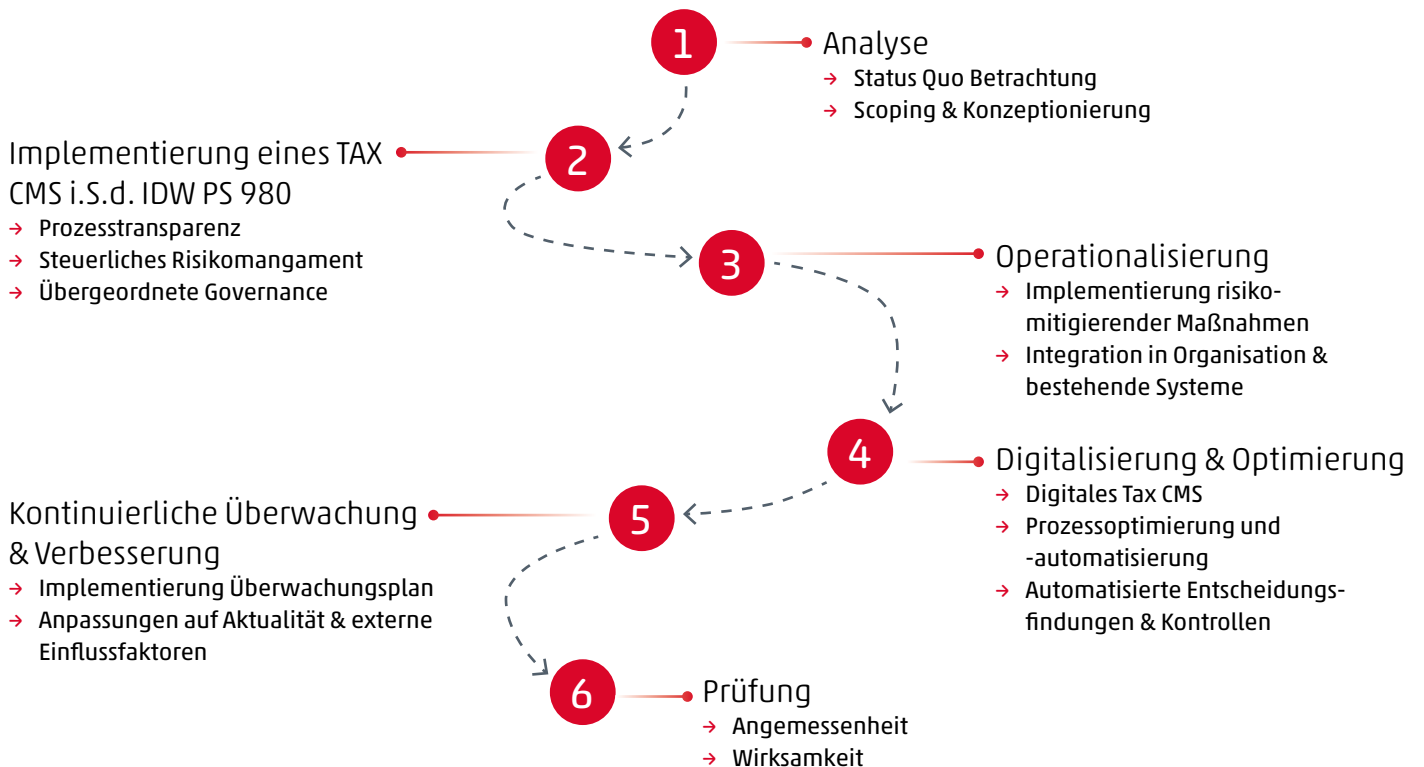 1
Analyse
→ Status Quo Betrachtung
→ Scoping & Konzeptionierung
2
Implementierung eines TAX
CMS i.S.d. IDW PS 980
→ Prozesstransparenz
→ Steuerliches Risikomangament
→ Übergeordnete Governance
3
Operationalisierung
→ Implementierung risiko-
mitigierender Maßnahmen
→ Integration in Organisation &
bestehende Systeme
4
Digitalisierung & Optimierung
→ Digitales Tax CMS
→ Prozessoptimierung und
-automatisierung
→ Automatisierte Entscheidungs-
findungen & Kontrollen
5
Kontinuierliche Überwachung
& Verbesserung
→ Implementierung Überwachungsplan
→ Anpassungen auf Aktualität & externe
Einflussfaktoren
6
Prüfung
→ Angemessenheit
→ Wirksamkeit